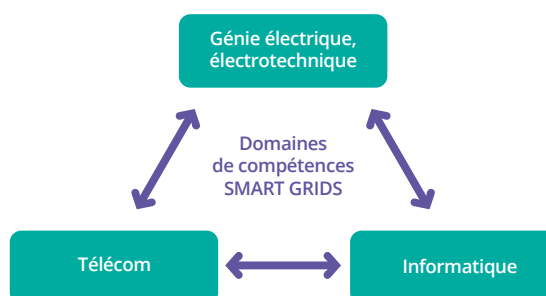 Génie électrique,
électrotechnique
Domaines
de compétences
SMART GRIDS
Télécom
Informatique